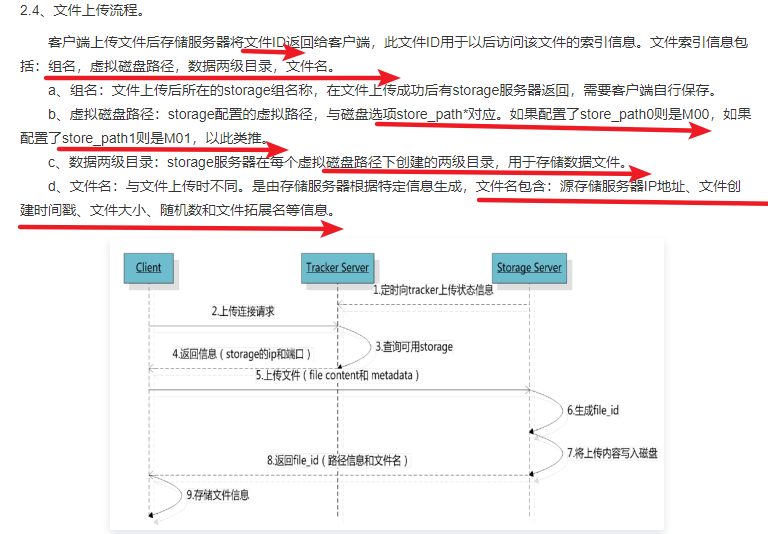 2.4、文件上传流程。
客户端上传文件后存储服务器将文件ID返回给客户端，此文件ID用于以后访问该文件的索引信息。文件索引信息包
括：组名，虚拟磁盘路径，数据两级目录，文件名。
a、组名：文件上传后所在的storage组名称，在文件上传成功后有storage服务器返回，需要客户端自行保存。
b、虚拟磁盘路径：storage配置的虚拟路径，与磁盘选项store_path*对应。如果配置了store_path0则是M00，如果
配置了store_path1则是M01，以此类推。
c、数据两级目录：storage服务器在每个虚拟磁盘路径下创建的两级目录，用于存储数据文件。
d、文件名：与文件上传时不同。是由存储服务器根据特定信息生成，文件名包含：源存储服务器IP地址、文件创
建时间戳、文件大小、随机数和文件拓展名等信息。
Client
Tracker Server
Storage Server
1.定时向tracker上传状态信息
2.上传连接请求
3.查询可用storage
4.返回信息（storage的ip和端口）
5.上传文件（file content和 metadata）
6.生成file_id
7.将上传内容写入磁盘
8.返回file_id（路径信息和文件名）
9.存储文件信息